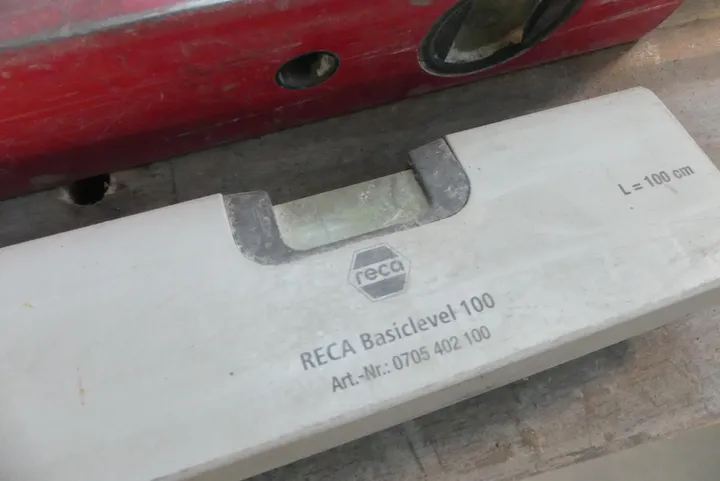 L = 100 cm
reca
RECA Basiclevel 100
Art.-Nr.: 0705 402 100